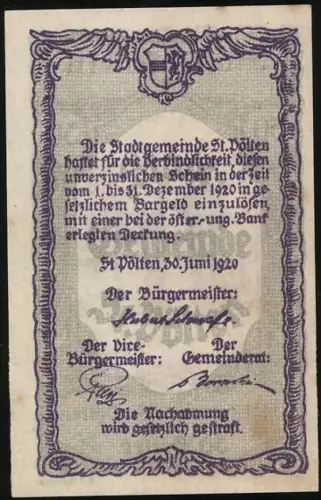 Die Stadtgemeinde St. Pölten
haftet für die Verbindlichkeit, diesen
unverzinslichen Schein in der Zeit
vom 1. bis 31. Dezember 1920 in ge-
setzlichem Bargeld einzulösen,
mit einer bei der öster.-ung. Bank
erlegten Deckung.
St Pölten, 30. Juni 1920
Der Bürgermeister:
Der Vice- Der
Bürgermeister: Gemeinderat:
Die Nachahmung
wird gesetzlich gestraft.